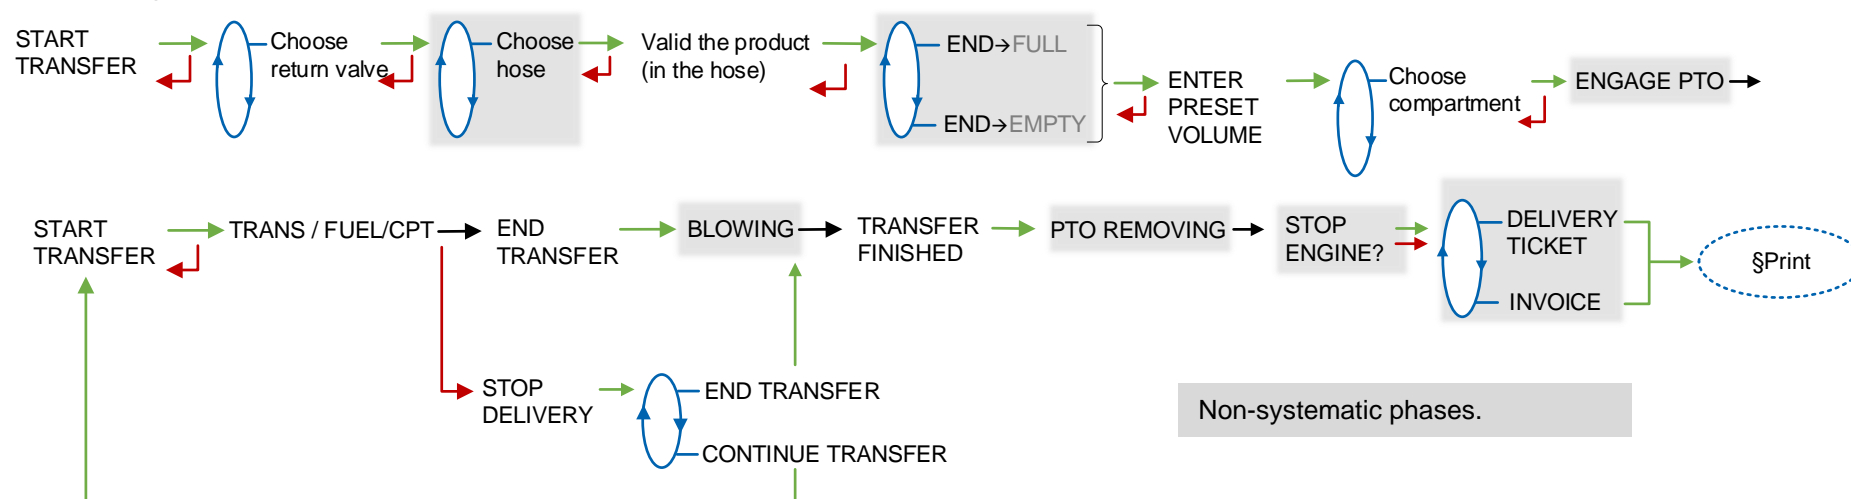 START
TRANSFER
Choose
return valve
Choose
hose
Valid the product
(in the hose)
END→FULL
END→EMPTY
ENTER
PRESET
VOLUME
Choose
compartment
ENGAGE PTO
START
TRANSFER
TRANS / FUEL/CPT
END
TRANSFER
BLOWING
TRANSFER
FINISHED
PTO REMOVING
STOP
ENGINE?
DELIVERY
TICKET
INVOICE
§Print
STOP
DELIVERY
END TRANSFER
CONTINUE TRANSFER
Non-systematic phases.